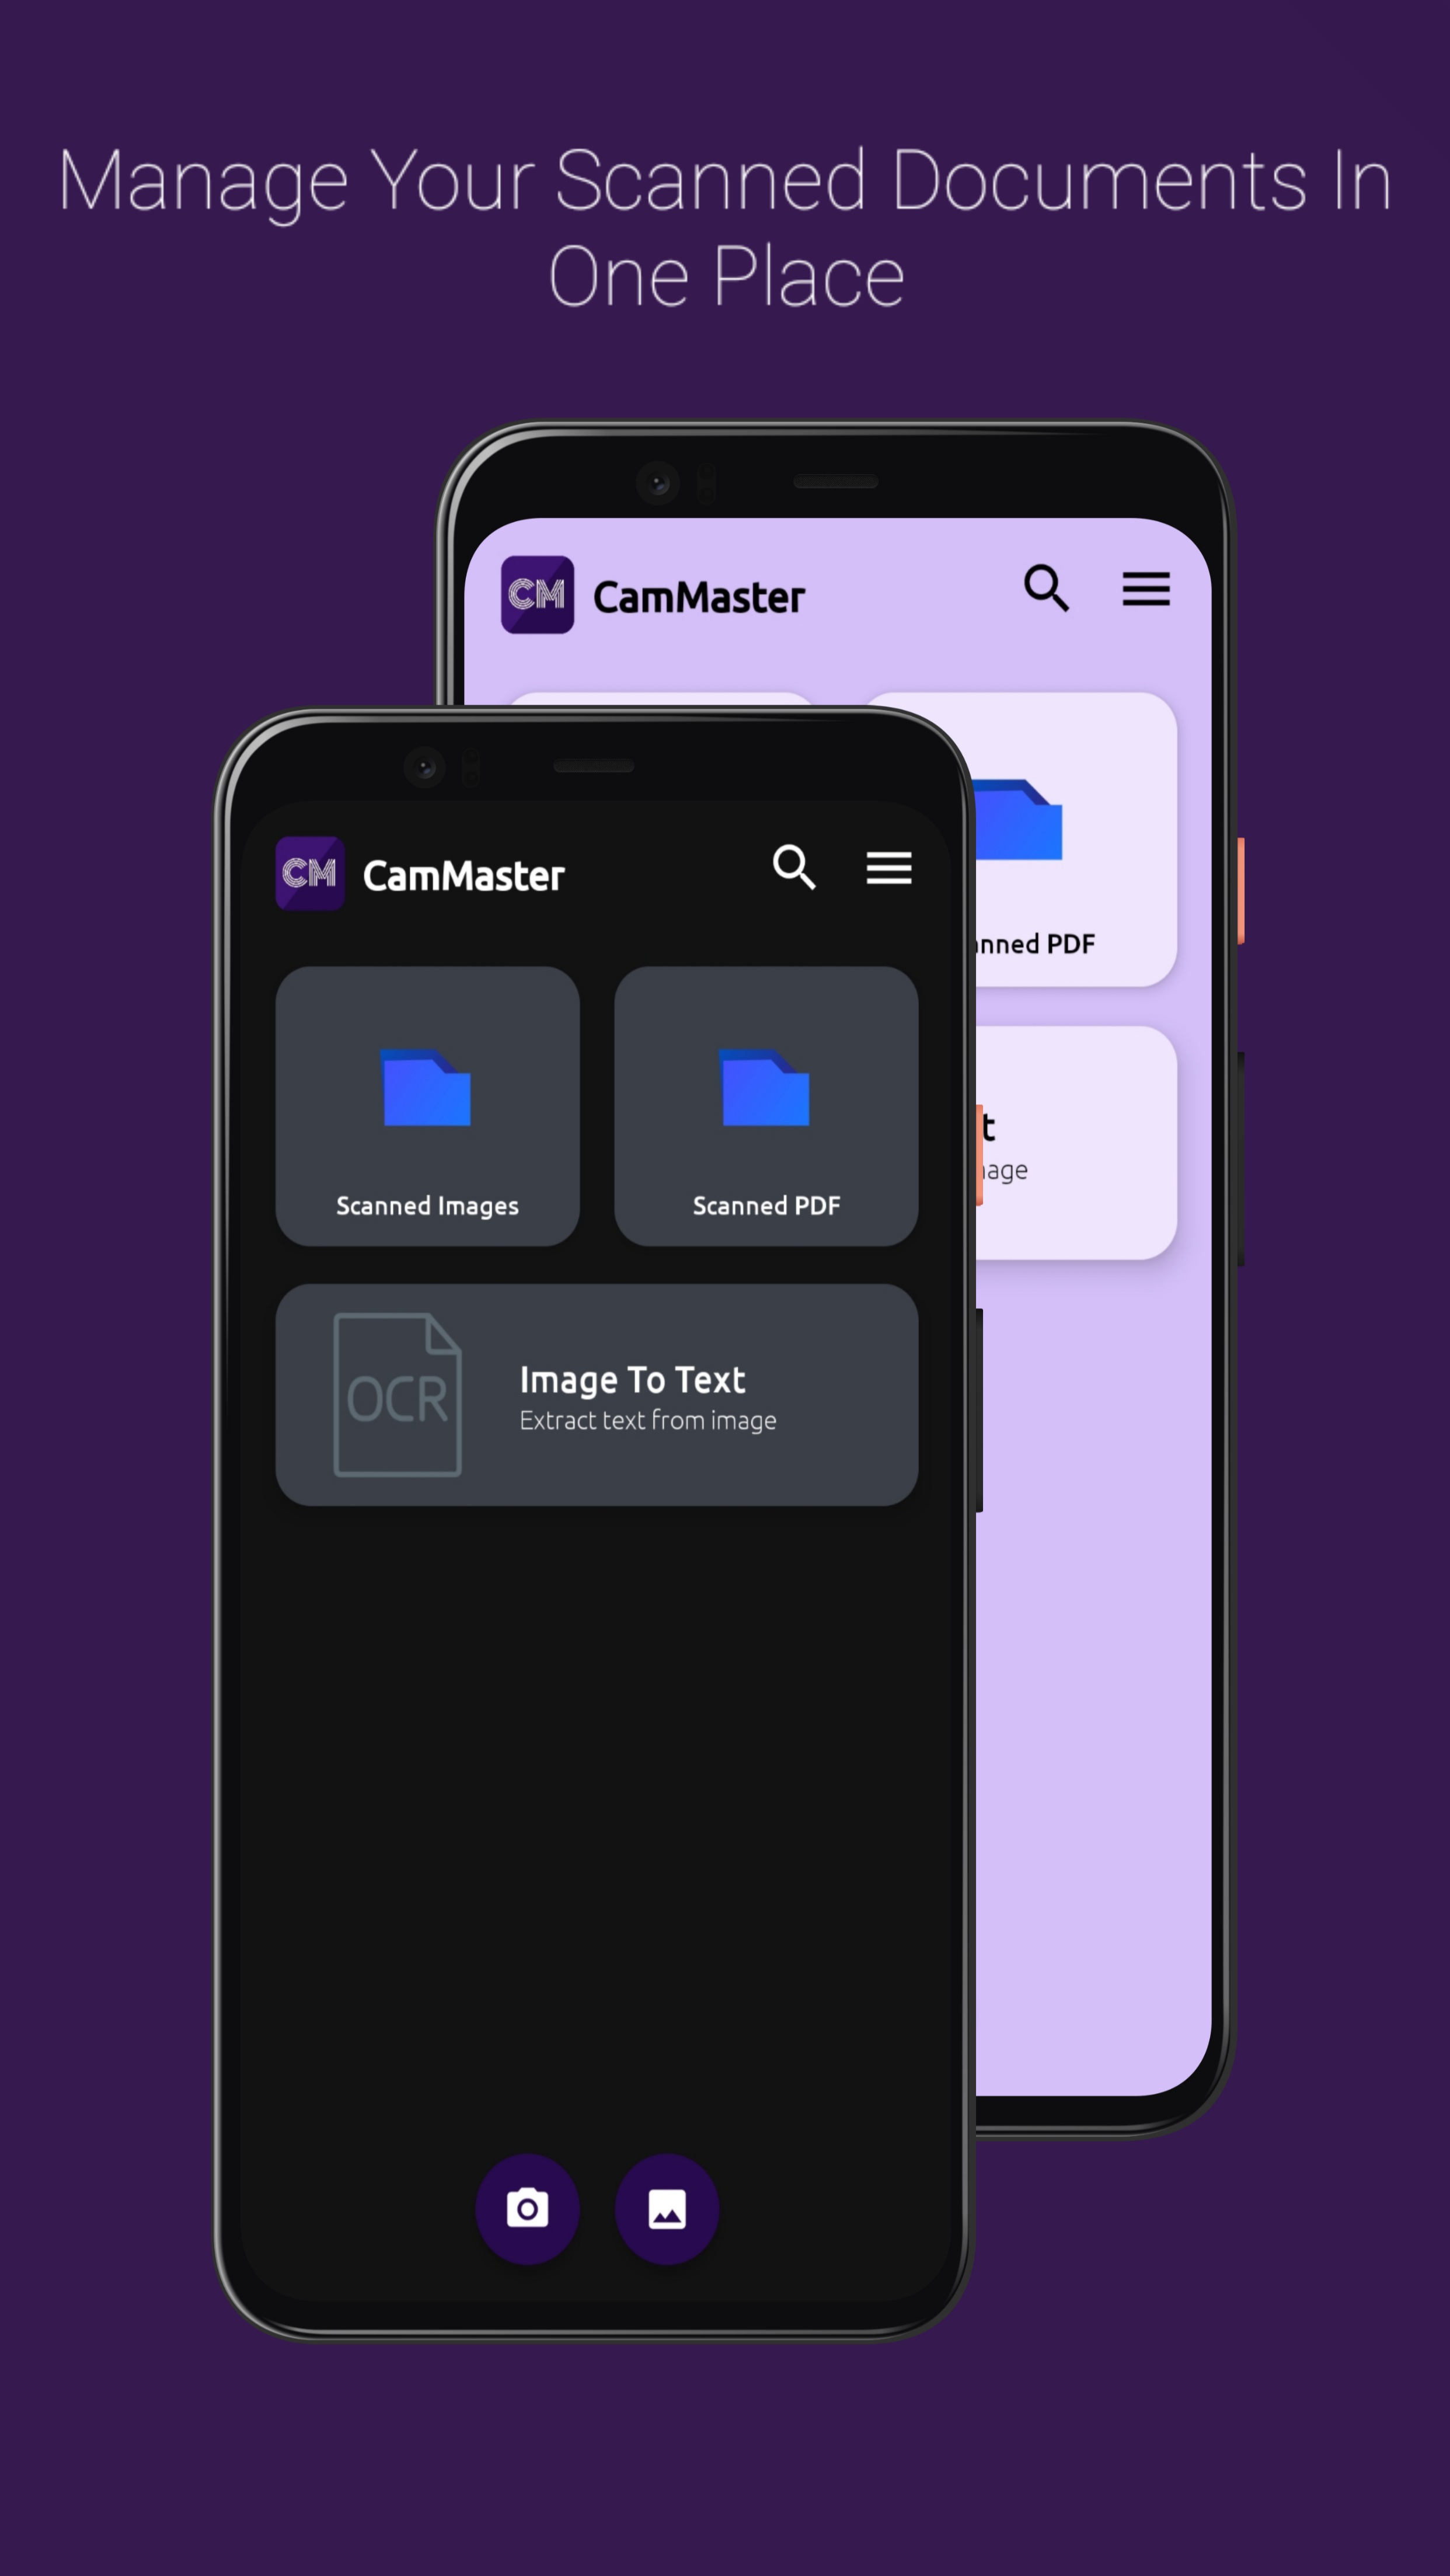 Manage Your Scanned Documents In
One Place
CM CamMaster
nned PDF
t
age
CM CamMaster
Scanned Images
Scanned PDF
OCR
Image To Text
Extract text from image